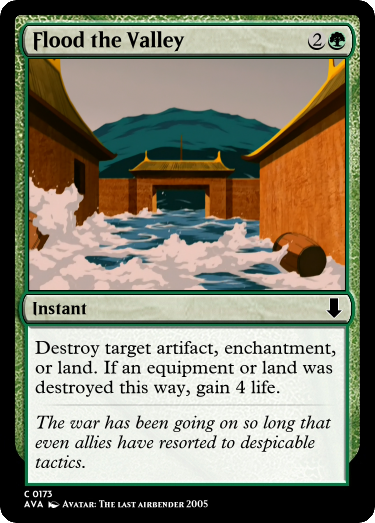 Flood the Valley 2
Instant
Destroy target artifact, enchantment,
or land. If an equipment or land was
destroyed this way, gain 4 life.
The war has been going on so long that
even allies have resorted to despicable
tactics.
C 0173
AVA Avatar: The last airbender 2005